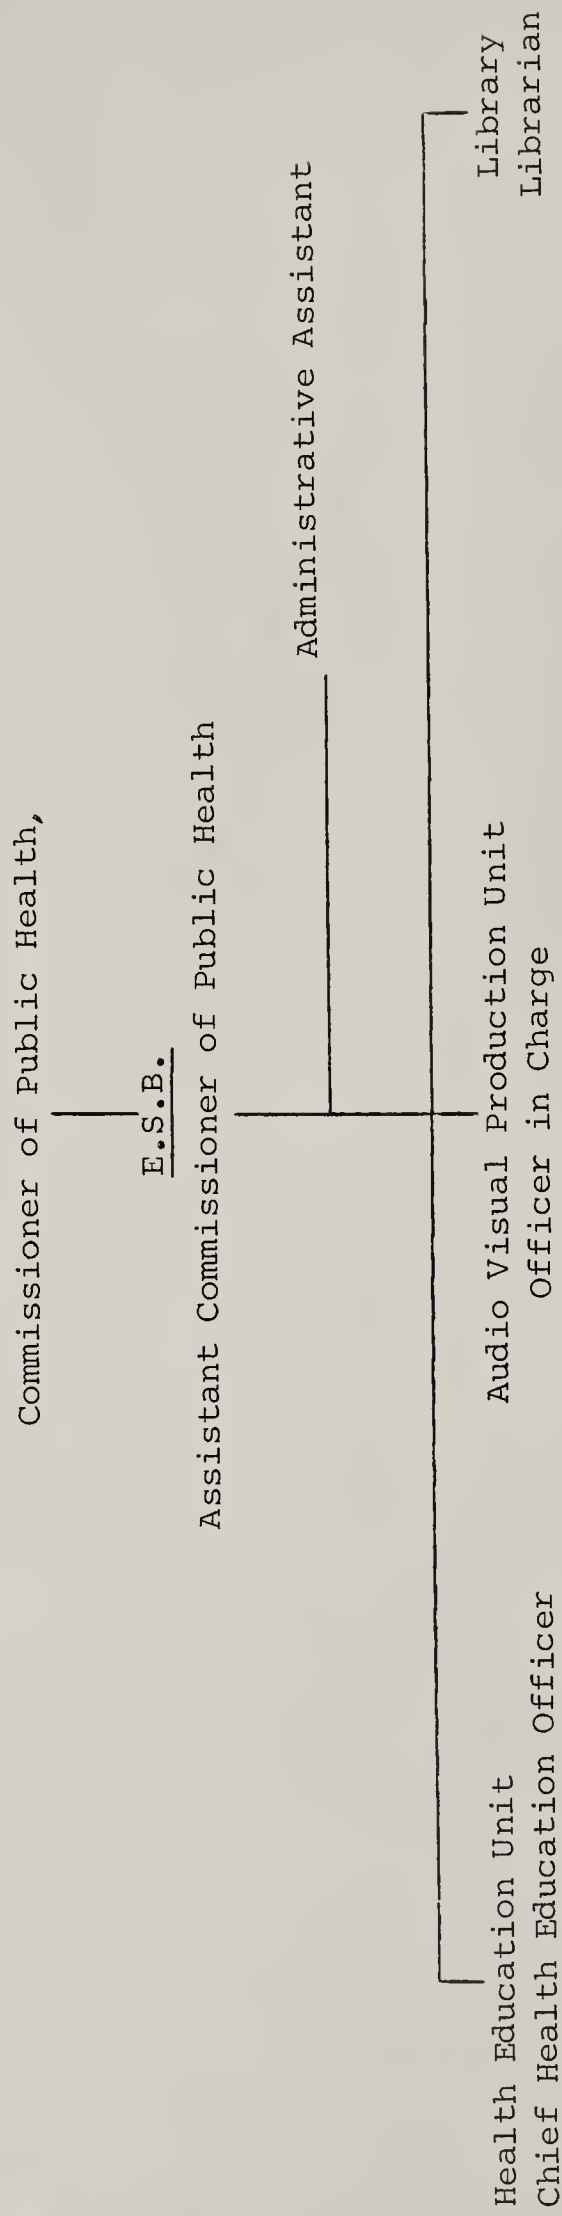 Commissioner of Public Health,
E.S.B.
Assistant Commissioner of Public Health
Administrative Assistant
Health Education Unit
Chief Health Education Officer
Audio Visual Production Unit
Officer in Charge
Library
Librarian